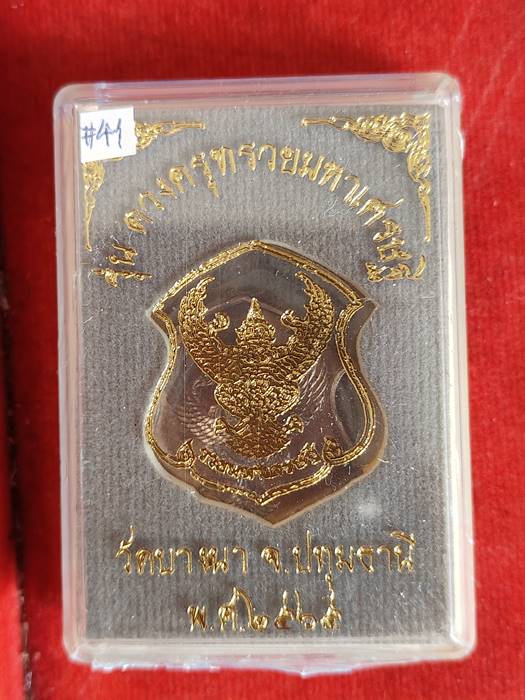 #41
รุ่น ดวงครุฑรวยมหาเศรษฐี
วัดบางนา จ.ปทุมธานี
พ.ศ.๒๕๖๑